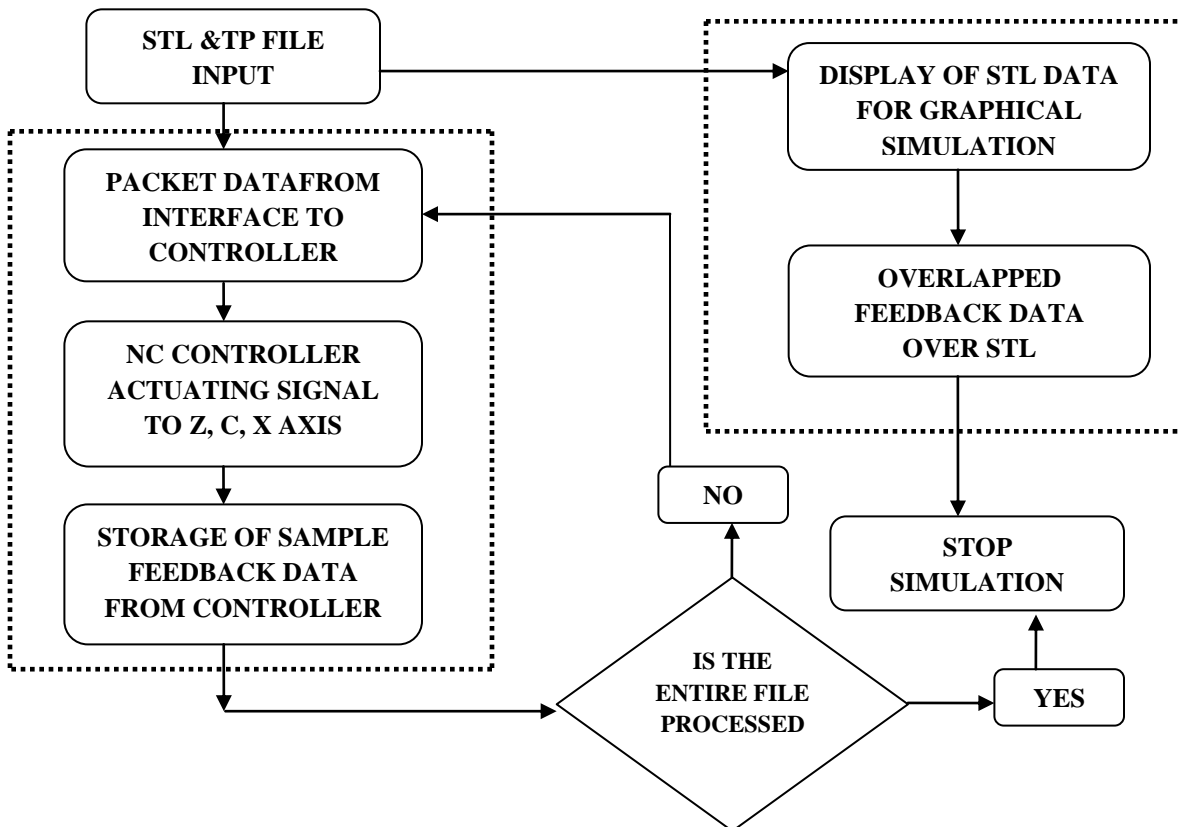 STL &TP FILE
INPUT
DISPLAY OF STL DATA
FOR GRAPHICAL
SIMULATION
PACKET DATAFROM
INTERFACE TO
CONTROLLER
OVERLAPPED
FEEDBACK DATA
OVER STL
NC CONTROLLER
ACTUATING SIGNAL
TO Z, C, X AXIS
NO
STORAGE OF SAMPLE
FEEDBACK DATA
FROM CONTROLLER
STOP
SIMULATION
IS THE
ENTIRE FILE
PROCESSED
YES